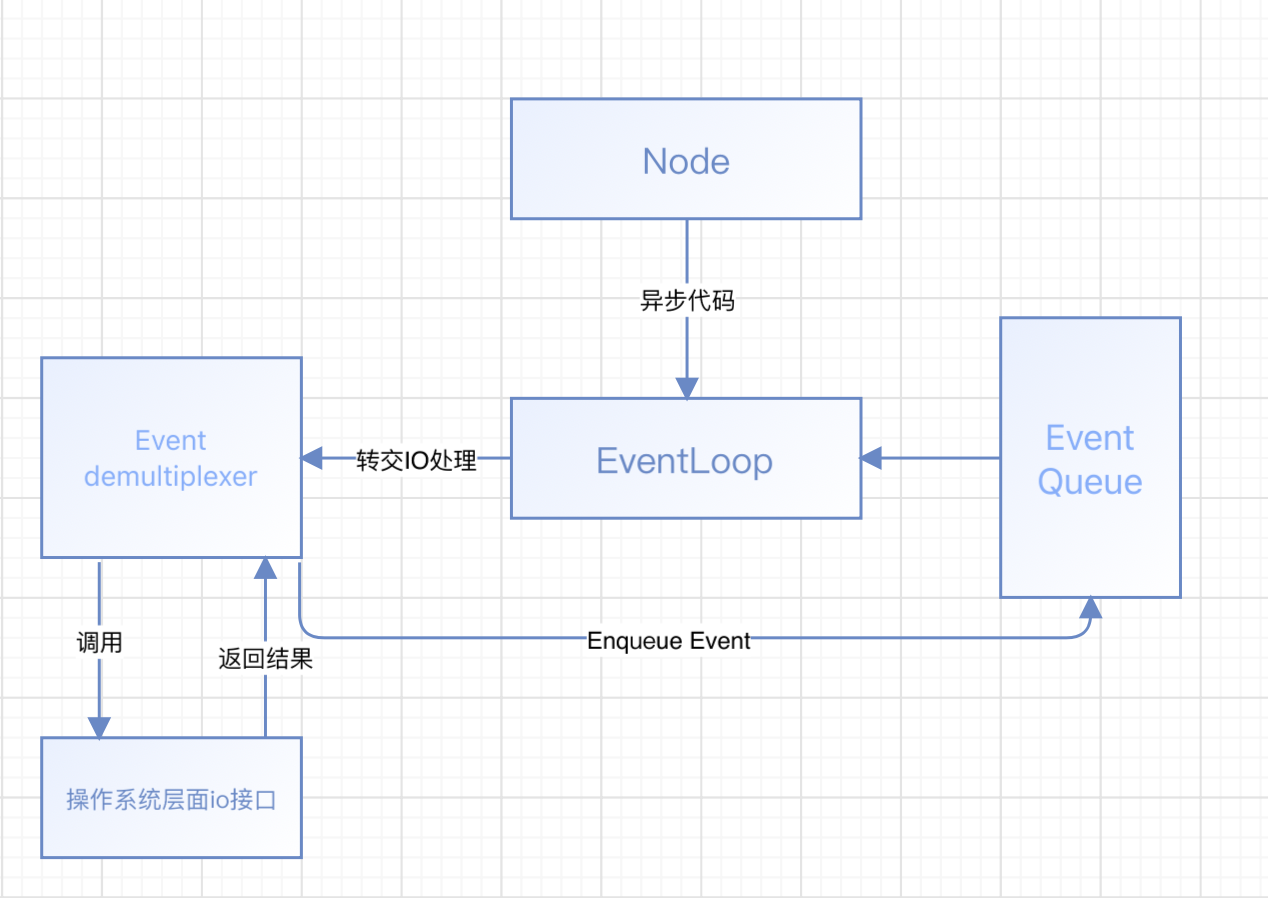 Node
异步代码
Event
demultiplexer
转交IO处理
EventLoop
Event
Queue
调用
返回结果
Enqueue Event
操作系统层面io接口